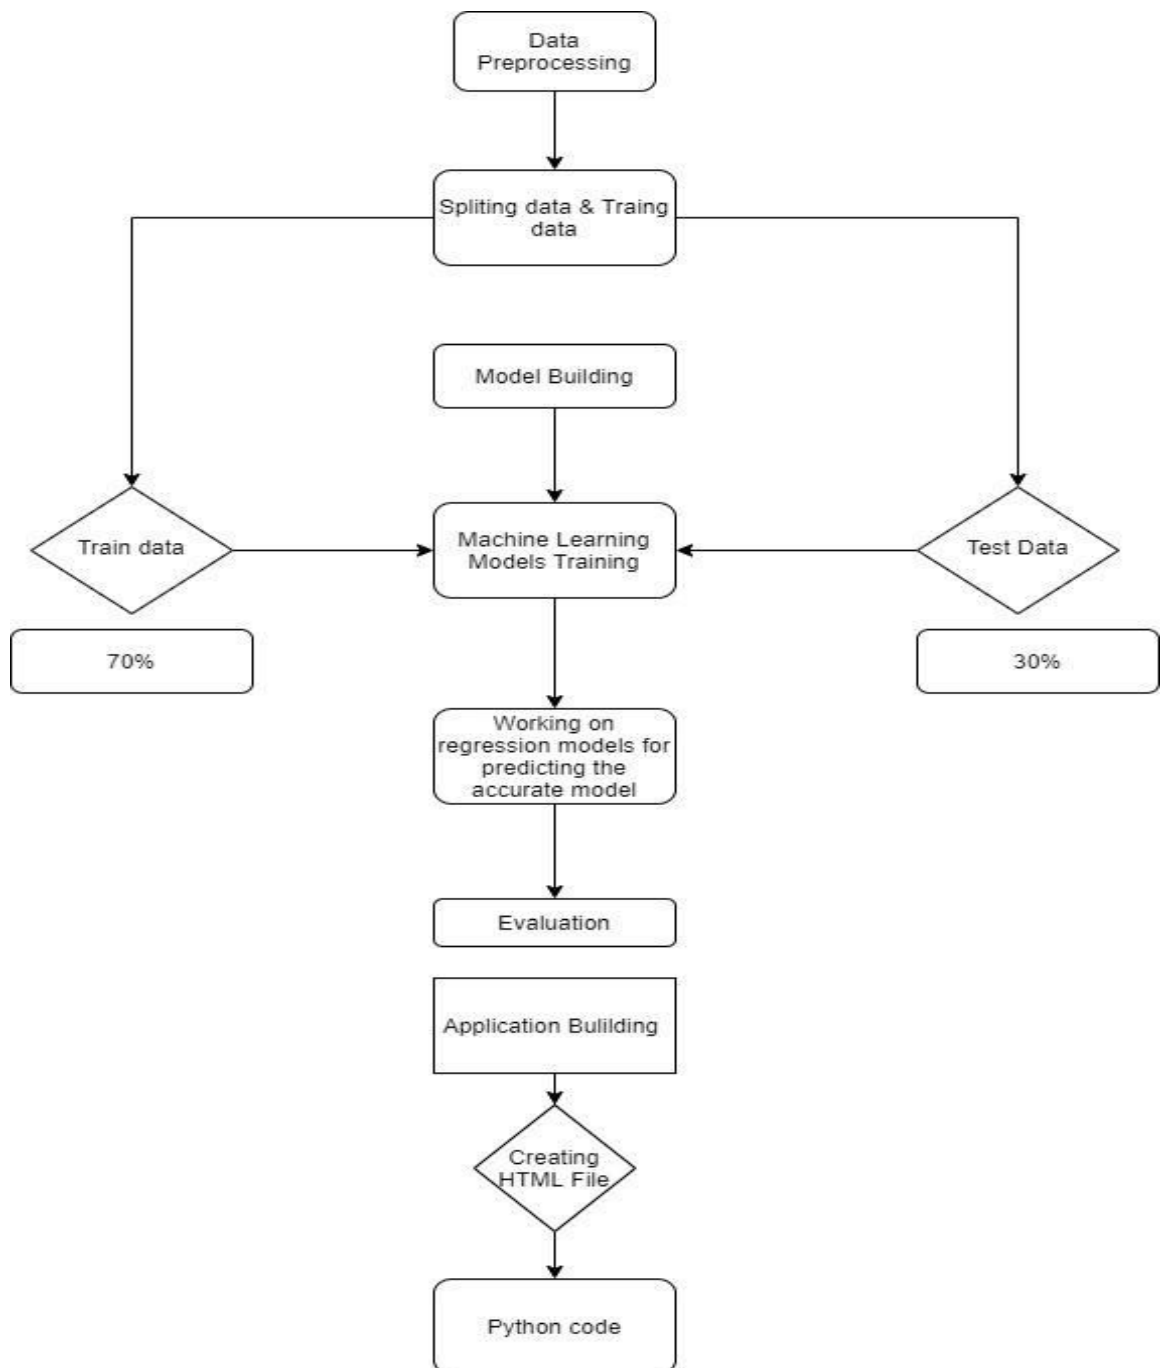 Data
Preprocessing
Spliting data & Traing
data
Model Building
Train data
Machine Learning
Models Training
Test Data
70%
30%
Working on
regression models for
predicting the
accurate model
Evaluation
Application Bulilding
Creating
HTML File
Python code